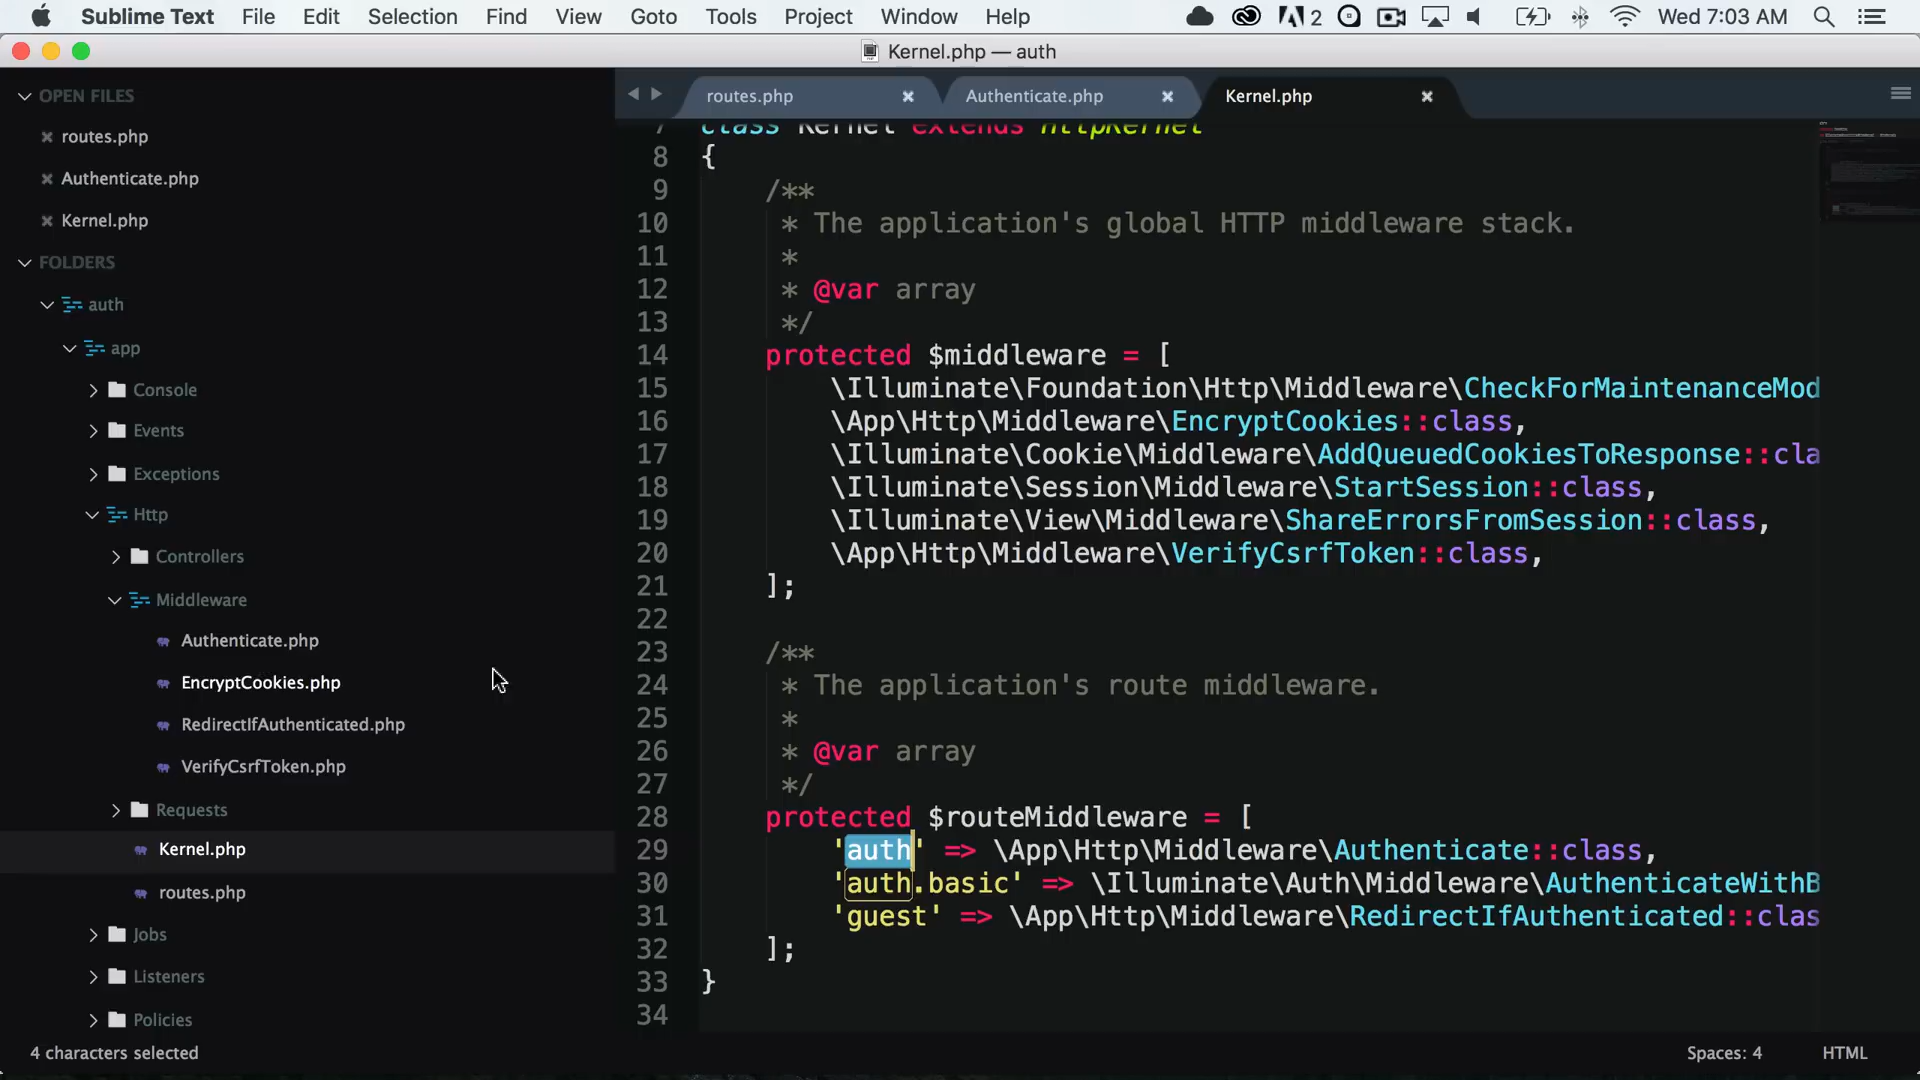 Sublime Text File Edit Selection Find View Goto Tools Project Window Help 2 Wed 7:03 AM
Kernel.php — auth
OPEN FILES
routes.php
Authenticate.php
Kernel.php
FOLDERS
auth
app
Console
Events
Exceptions
Http
Controllers
Middleware
Authenticate.php
EncryptCookies.php
RedirectIfAuthenticated.php
VerifyCsrfToken.php
Requests
Kernel.php
routes.php
Jobs
Listeners
Policies
routes.php Authenticate.php Kernel.php
7 class Kernel extends HttpKernel
8 {
9 /**
10 * The application's global HTTP middleware stack.
11 *
12 * @var array
13 */
14 protected $middleware = [
15 \Illuminate\Foundation\Http\Middleware\CheckForMaintenanceMod
16 \App\Http\Middleware\EncryptCookies::class,
17 \Illuminate\Cookie\Middleware\AddQueuedCookiesToResponse::cla
18 \Illuminate\Session\Middleware\StartSession::class,
19 \Illuminate\View\Middleware\ShareErrorsFromSession::class,
20 \App\Http\Middleware\VerifyCsrfToken::class,
21 ];
22
23 /**
24 * The application's route middleware.
25 *
26 * @var array
27 */
28 protected $routeMiddleware = [
29 'auth' => \App\Http\Middleware\Authenticate::class,
30 'auth.basic' => \Illuminate\Auth\Middleware\AuthenticateWithB
31 'guest' => \App\Http\Middleware\RedirectIfAuthenticated::clas
32 ];
33 }
34
4 characters selected Spaces: 4 HTML